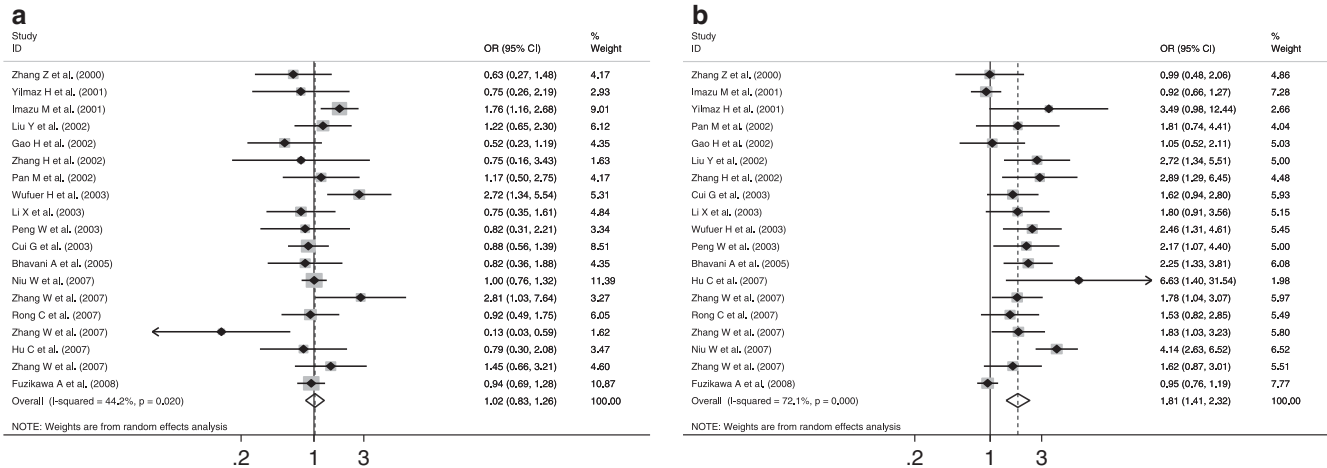 a
Study
ID
OR (95% CI)
%
Weight
Zhang Z et al. (2000) 0.63 (0.27, 1.48) 4.17
Yilmaz H et al. (2001) 0.75 (0.26, 2.19) 2.93
Imazu M et al. (2001) 1.76 (1.16, 2.68) 9.01
Liu Y et al. (2002) 1.22 (0.65, 2.30) 6.12
Gao H et al. (2002) 0.52 (0.23, 1.19) 4.35
Zhang H et al. (2002) 0.75 (0.16, 3.43) 1.63
Pan M et al. (2002) 1.17 (0.50, 2.75) 4.17
Wufuer H et al. (2003) 2.72 (1.34, 5.54) 5.31
Li X et al. (2003) 0.75 (0.35, 1.61) 4.84
Peng W et al. (2003) 0.82 (0.31, 2.21) 3.34
Cui G et al. (2003) 0.88 (0.56, 1.39) 8.51
Bhavani A et al. (2005) 0.82 (0.36, 1.88) 4.35
Niu W et al. (2007) 1.00 (0.76, 1.32) 11.39
Zhang W et al. (2007) 2.81 (1.03, 7.64) 3.27
Rong C et al. (2007) 0.92 (0.49, 1.75) 6.05
Zhang W et al. (2007) 0.13 (0.03, 0.59) 1.62
Hu C et al. (2007) 0.79 (0.30, 2.08) 3.47
Zhang W et al. (2007) 1.45 (0.66, 3.21) 4.60
Fuzikawa A et al. (2008) 0.94 (0.69, 1.28) 10.87
Overall (I-squared = 44.2%, p = 0.020) 1.02 (0.83, 1.26) 100.00
NOTE: Weights are from random effects analysis
.2 1 3
b
Study
ID
OR (95% CI)
%
Weight
Zhang Z et al. (2000) 0.99 (0.48, 2.06) 4.86
Imazu M et al. (2001) 0.92 (0.66, 1.27) 7.28
Yilmaz H et al. (2001) 3.49 (0.98, 12.44) 2.66
Pan M et al. (2002) 1.81 (0.74, 4.41) 4.04
Gao H et al. (2002) 1.05 (0.52, 2.11) 5.03
Liu Y et al. (2002) 2.72 (1.34, 5.51) 5.00
Zhang H et al. (2002) 2.89 (1.29, 6.45) 4.48
Cui G et al. (2003) 1.62 (0.94, 2.80) 5.93
Li X et al. (2003) 1.80 (0.91, 3.56) 5.15
Wufuer H et al. (2003) 2.46 (1.31, 4.61) 5.45
Peng W et al. (2003) 2.17 (1.07, 4.40) 5.00
Bhavani A et al. (2005) 2.25 (1.33, 3.81) 6.08
Hu C et al. (2007) 6.63 (1.40, 31.54) 1.98
Zhang W et al. (2007) 1.78 (1.04, 3.07) 5.97
Rong C et al. (2007) 1.53 (0.82, 2.85) 5.49
Zhang W et al. (2007) 1.83 (1.03, 3.23) 5.80
Niu W et al. (2007) 4.14 (2.63, 6.52) 6.52
Zhang W et al. (2007) 1.62 (0.87, 3.01) 5.51
Fuzikawa A et al. (2008) 0.95 (0.76, 1.19) 7.77
Overall (I-squared = 72.1%, p = 0.000) 1.81 (1.41, 2.32) 100.00
NOTE: Weights are from random effects analysis
.2 1 3